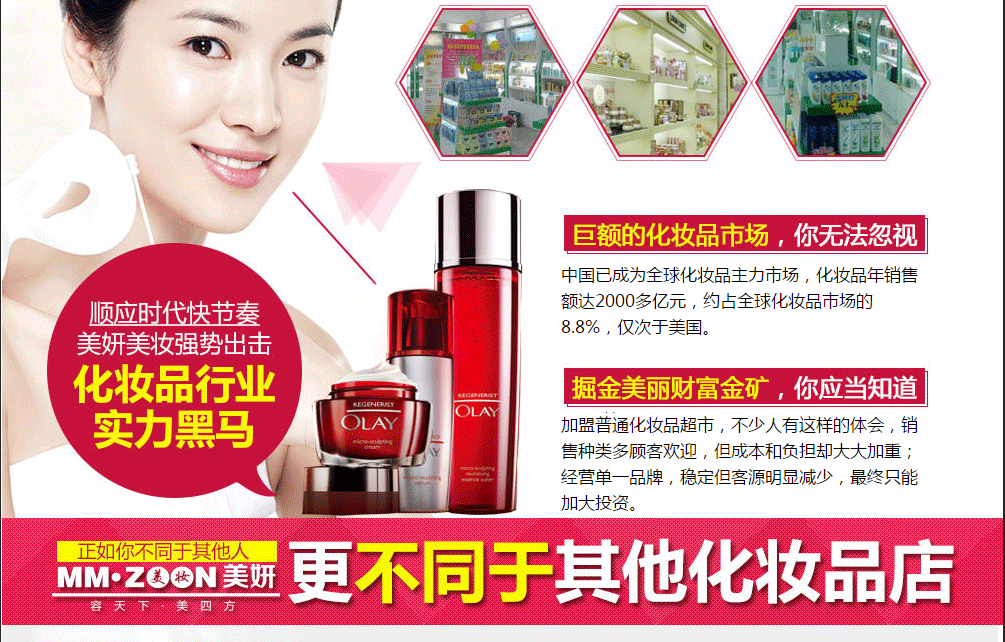 巨额的化妆品市场，你无法忽视
中国已成为全球化妆品主力市场，化妆品年销售
额达2000多亿元，约占全球化妆品市场的
8.8%，仅次于美国。
掘金美丽财富金矿，你应当知道
加盟普通化妆品超市，不少人有这样的体会，销
售种类多顾客欢迎，但成本和负担却大大加重；
经营单一品牌，稳定但客源明显减少，最终只能
加大投资。
顺应时代快节奏
美妍美妆强势出击
化妆品行业
实力黑马
REGENERIST
OLAY
micro-sculpting
cream
REGENERIST
OLAY
micro-sculpting
revitalising
essence water
正如你不同于其他人
MM·ZOON美妍
美妆
容天下·美四方
更不同于其他化妆品店